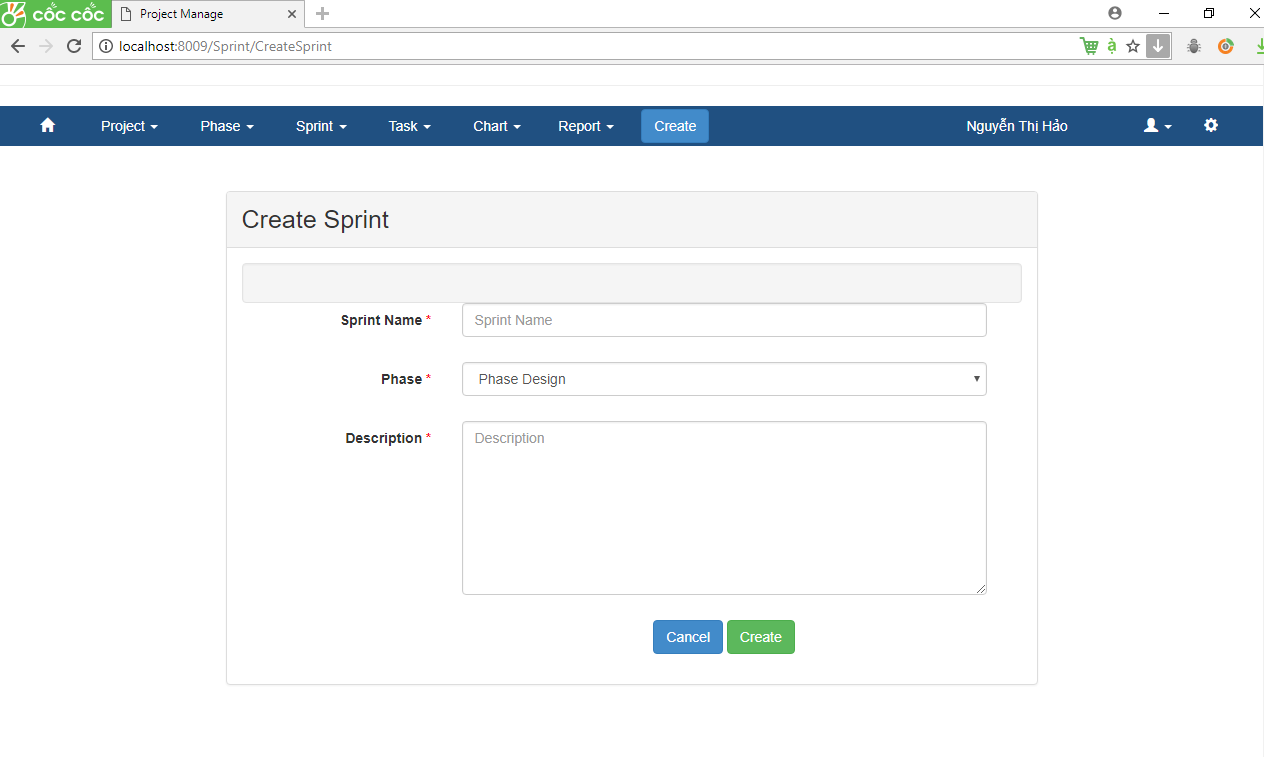 cốc cốc Project Manage
localhost:8009/Sprint/CreateSprint à
Project Phase Sprint Task Chart Report Create Nguyễn Thị Hảo
Create Sprint
Sprint Name * Sprint Name
Phase * Phase Design
Description * Description
Cancel Create